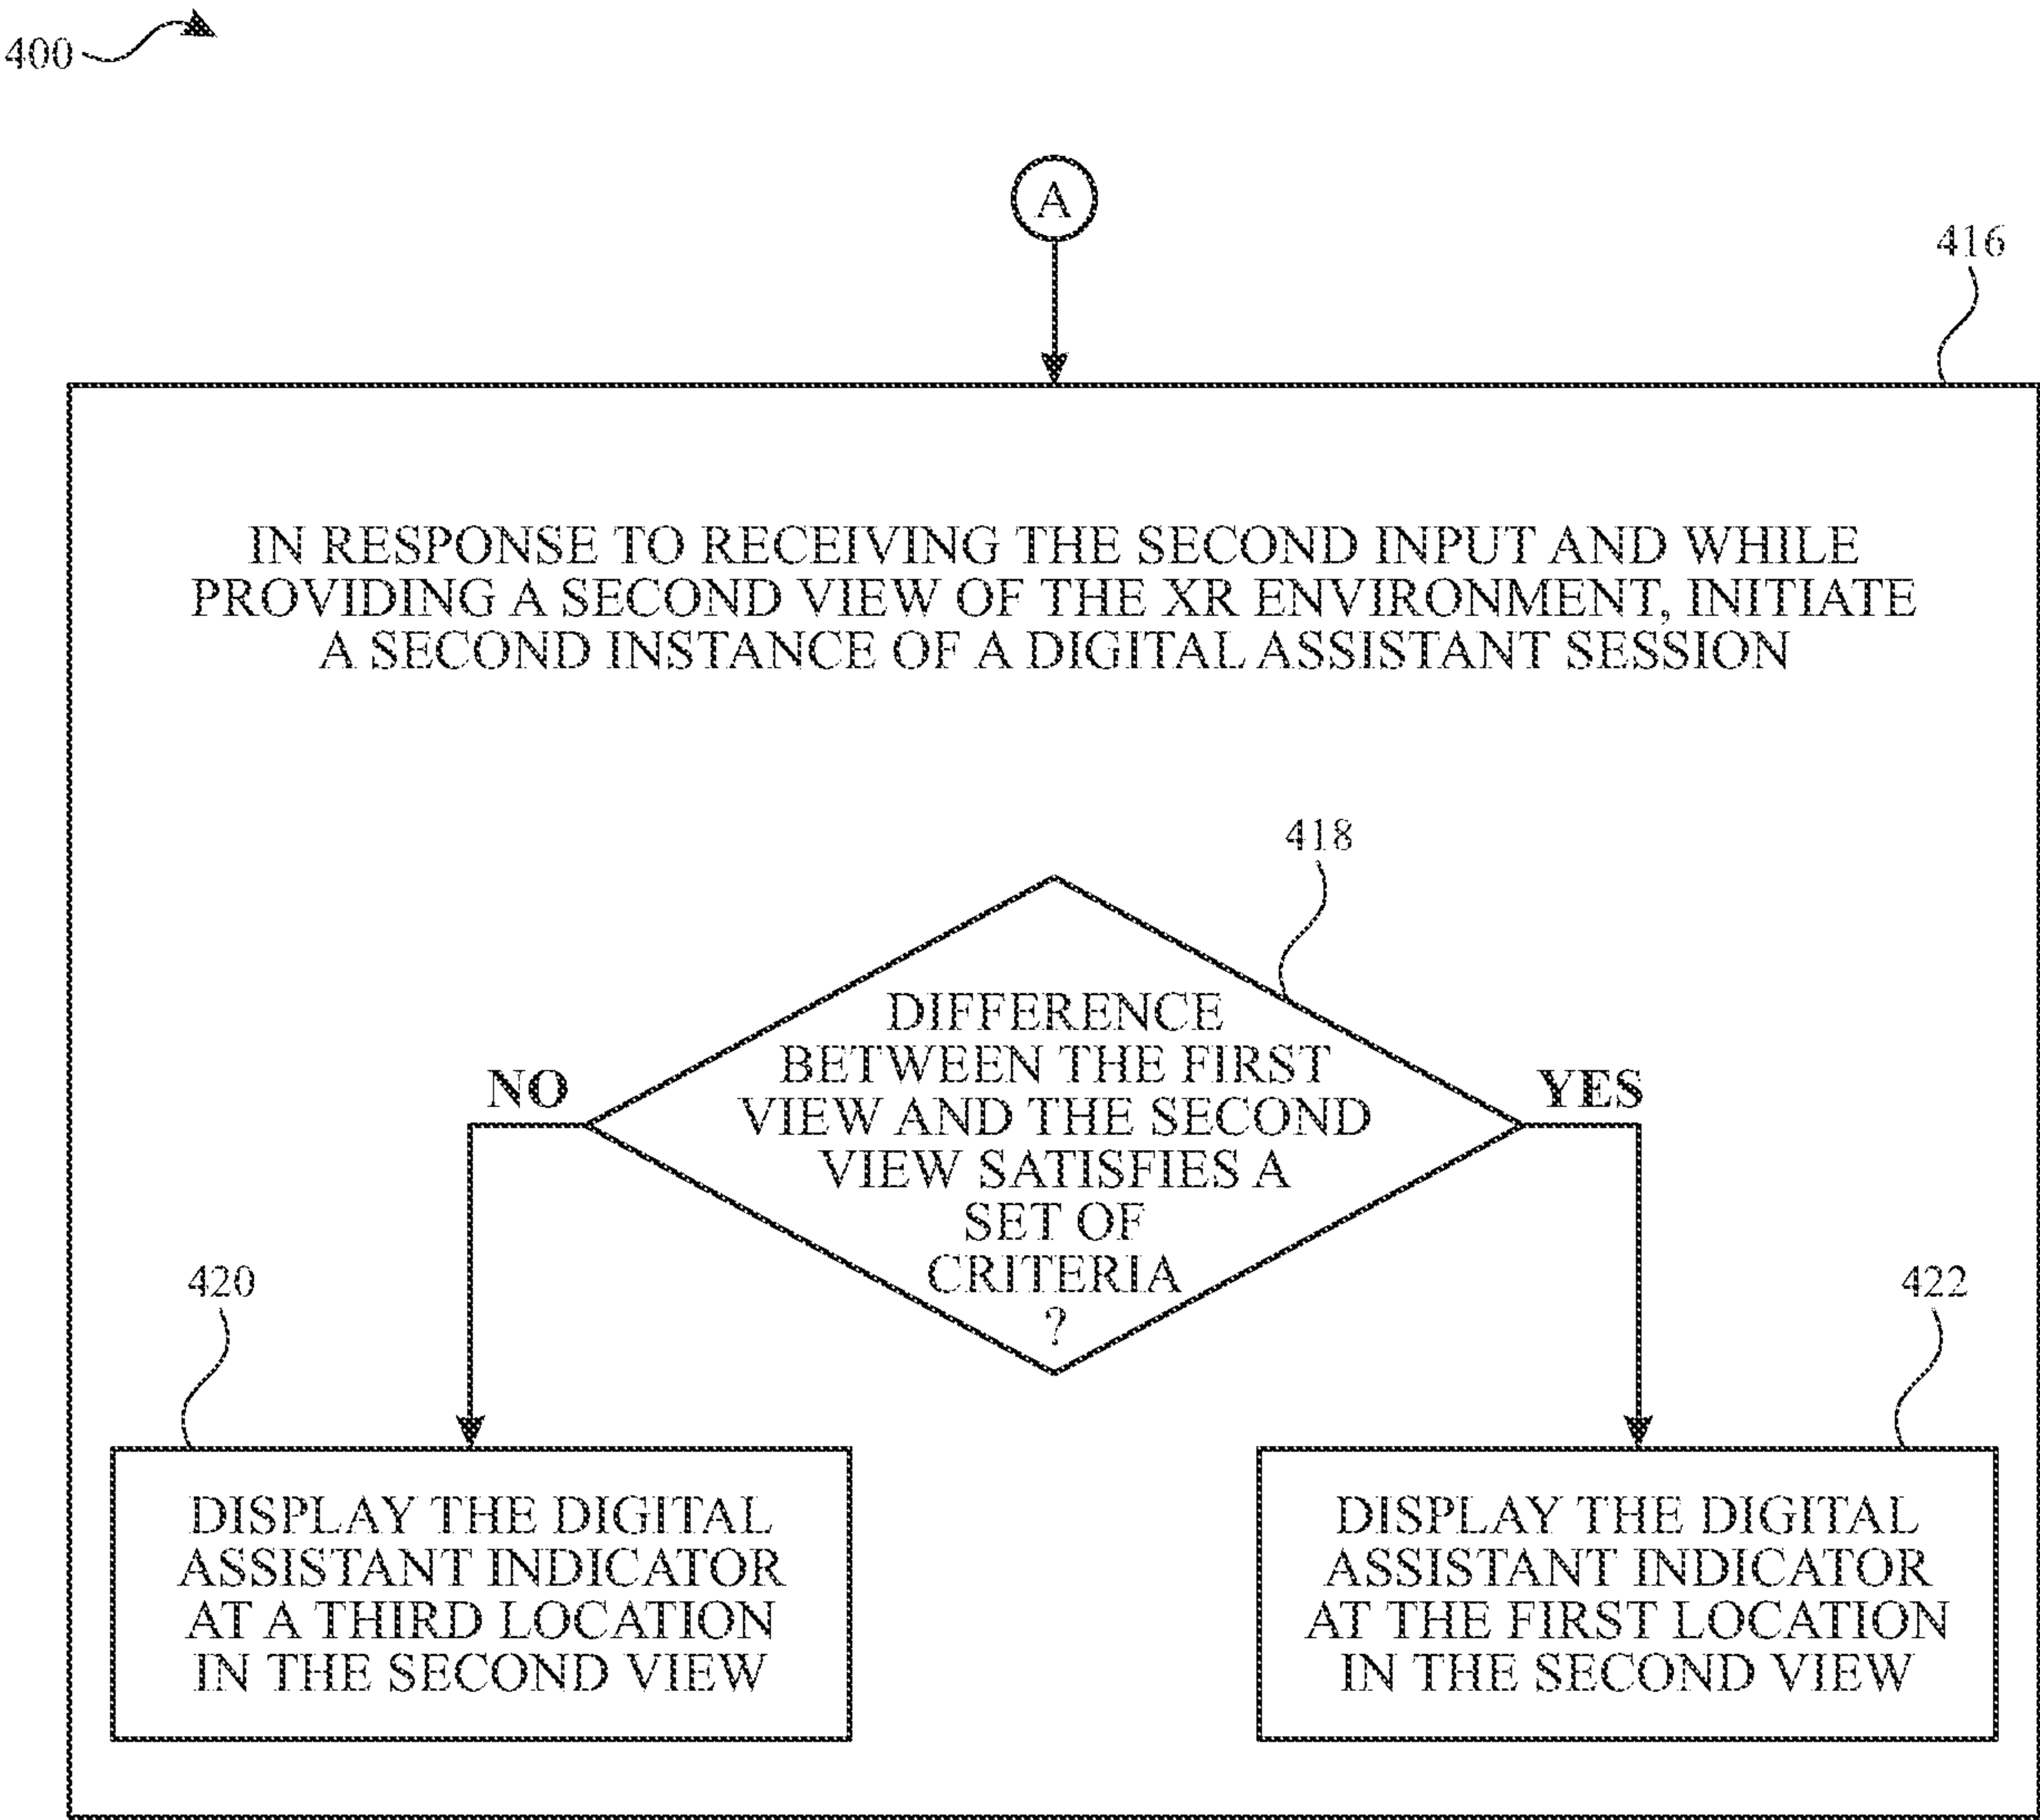 400
A
416
IN RESPONSE TO RECEIVING THE SECOND INPUT AND WHILE
PROVIDING A SECOND VIEW OF THE XR ENVIRONMENT, INITIATE
A SECOND INSTANCE OF A DIGITAL ASSISTANT SESSION
418
DIFFERENCE
BETWEEN THE FIRST
VIEW AND THE SECOND
VIEW SATISFIES A
SET OF
CRITERIA
?
NO
YES
420
DISPLAY THE DIGITAL
ASSISTANT INDICATOR
AT A THIRD LOCATION
IN THE SECOND VIEW
422
DISPLAY THE DIGITAL
ASSISTANT INDICATOR
AT THE FIRST LOCATION
IN THE SECOND VIEW